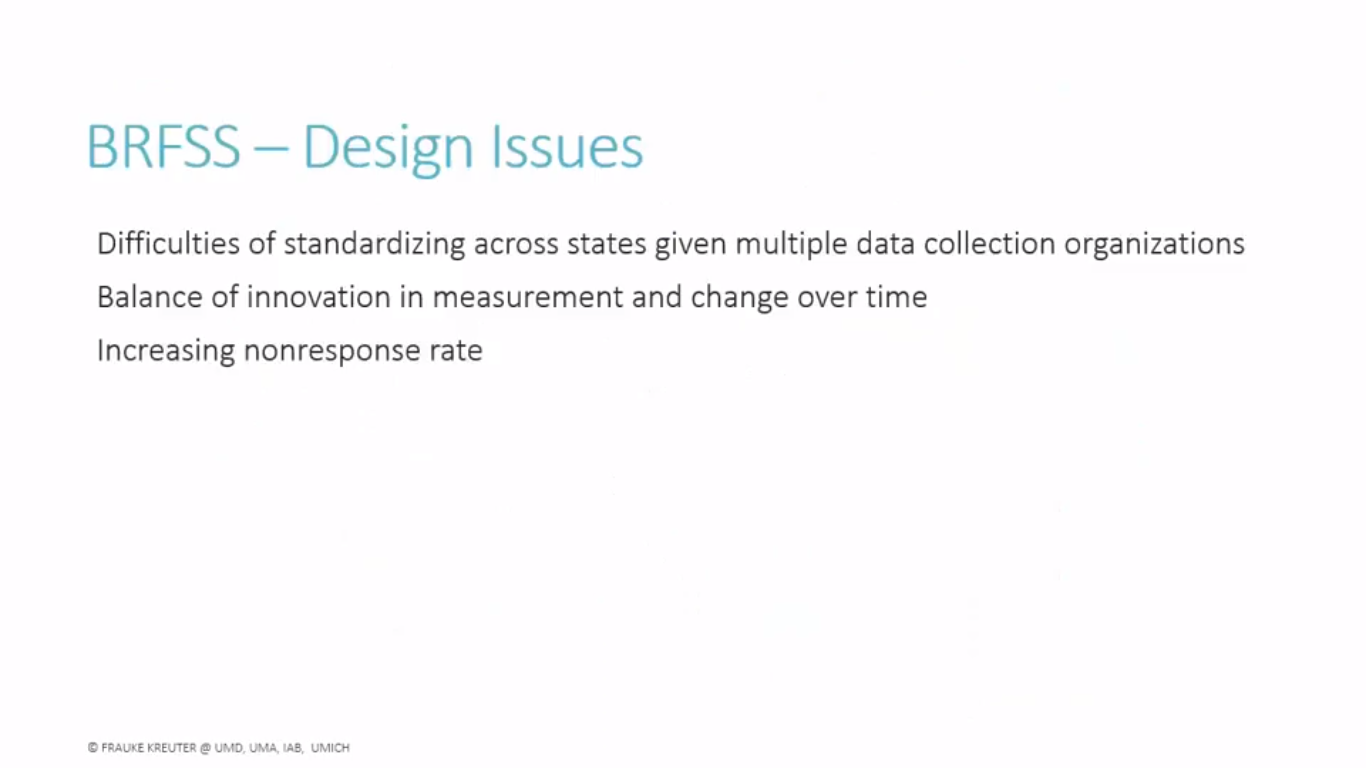 BRFSS – Design Issues
Difficulties of standardizing across states given multiple data collection organizations
Balance of innovation in measurement and change over time
Increasing nonresponse rate
© FRAUKE KREUTER @ UMD, UMA, IAB, UMICH